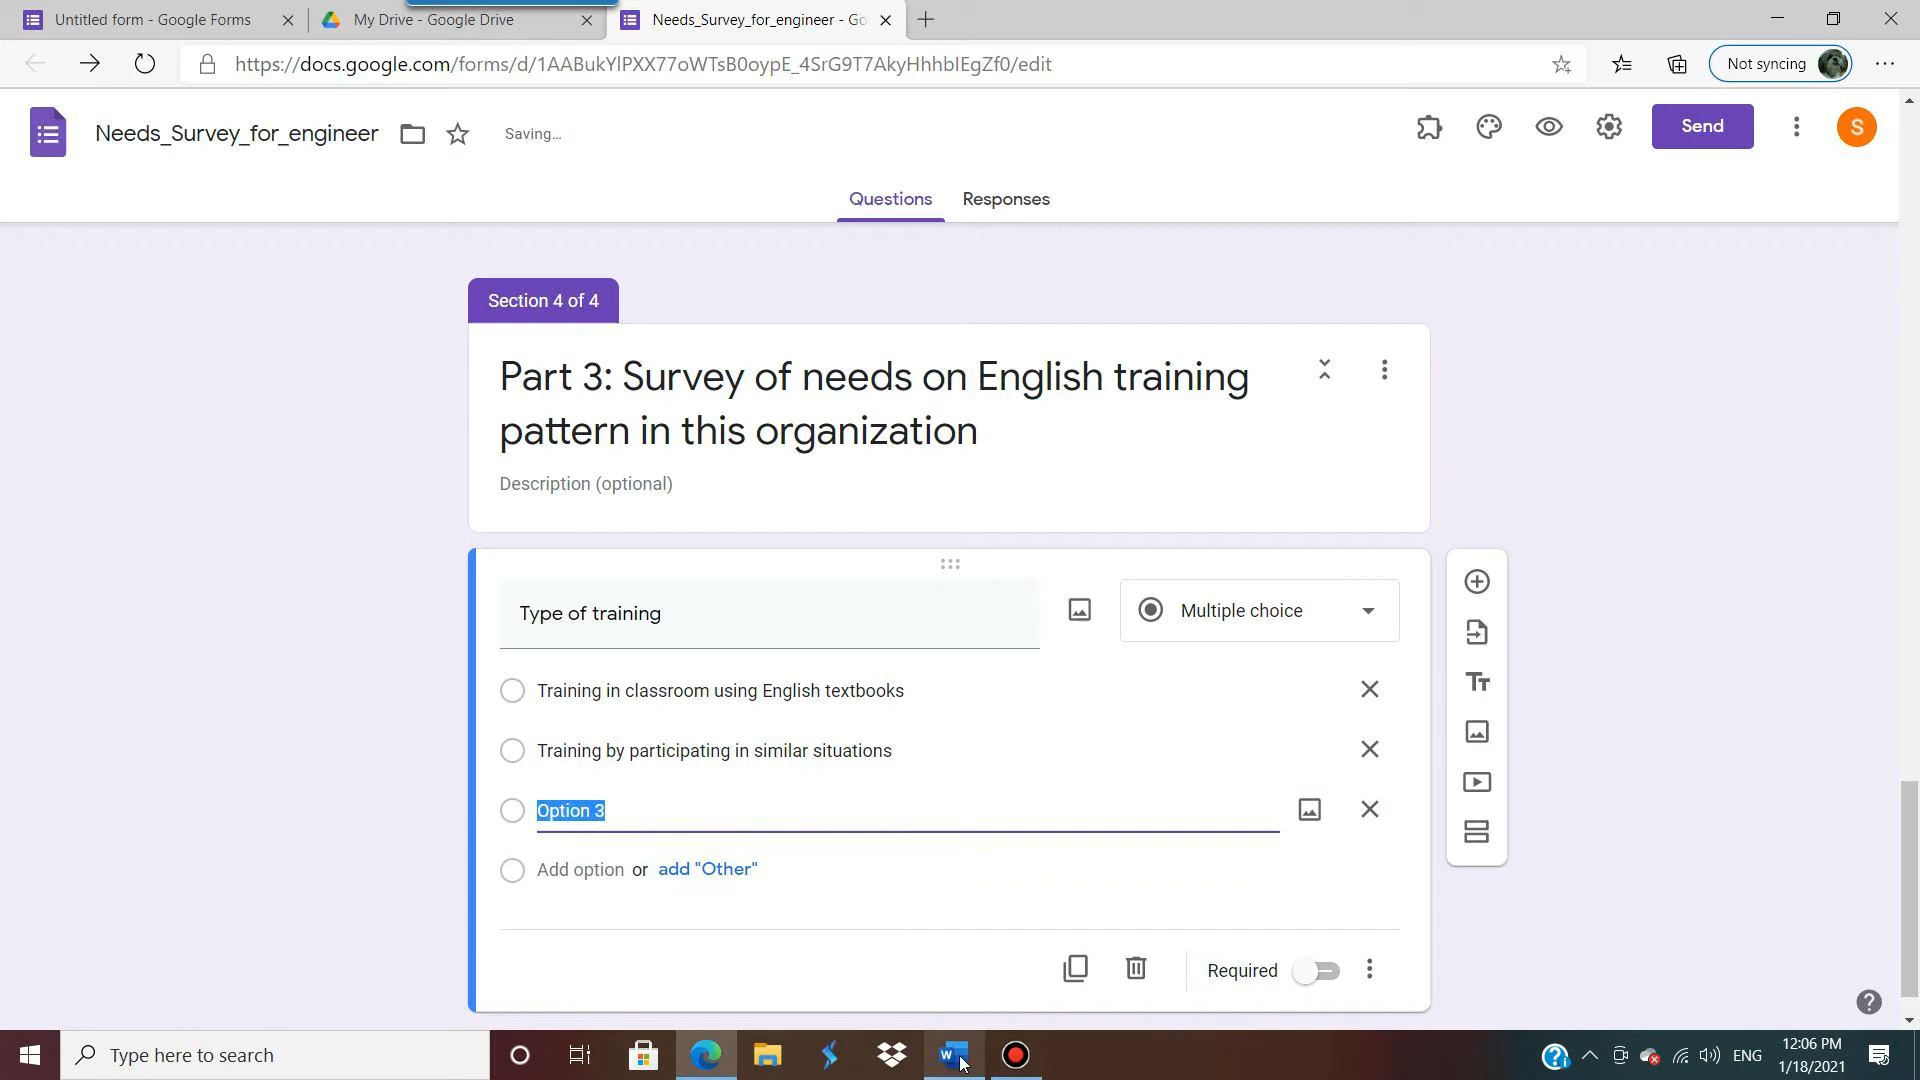 Untitled form - Google Forms
My Drive - Google Drive
Needs_Survey_for_engineer - Go
https://docs.google.com/forms/d/1AABukYlPXX77oWTsB0oypE_4SrG9T7AkyHhhblEgZf0/edit
Not syncing
Needs_Survey_for_engineer
Saving...
Send
S
Questions
Responses
Section 4 of 4
Part 3: Survey of needs on English training
pattern in this organization
Description (optional)
Type of training
Multiple choice
Training in classroom using English textbooks
Training by participating in similar situations
Option 3
Add option or add "Other"
Required
Type here to search
ENG
12:06 PM
1/18/2021